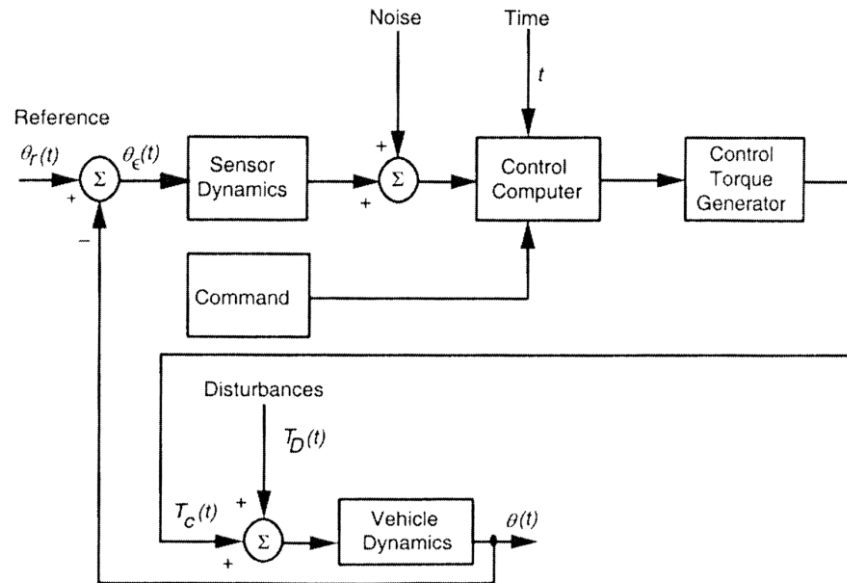 Noise
Time
t
Reference
θr(t)
+
Σ
−
θϵ(t)
Sensor
Dynamics
+
+
Σ
Control
Computer
Control
Torque
Generator
Command
Disturbances
TD(t)
Tc(t)
+
+
Σ
Vehicle
Dynamics
θ(t)